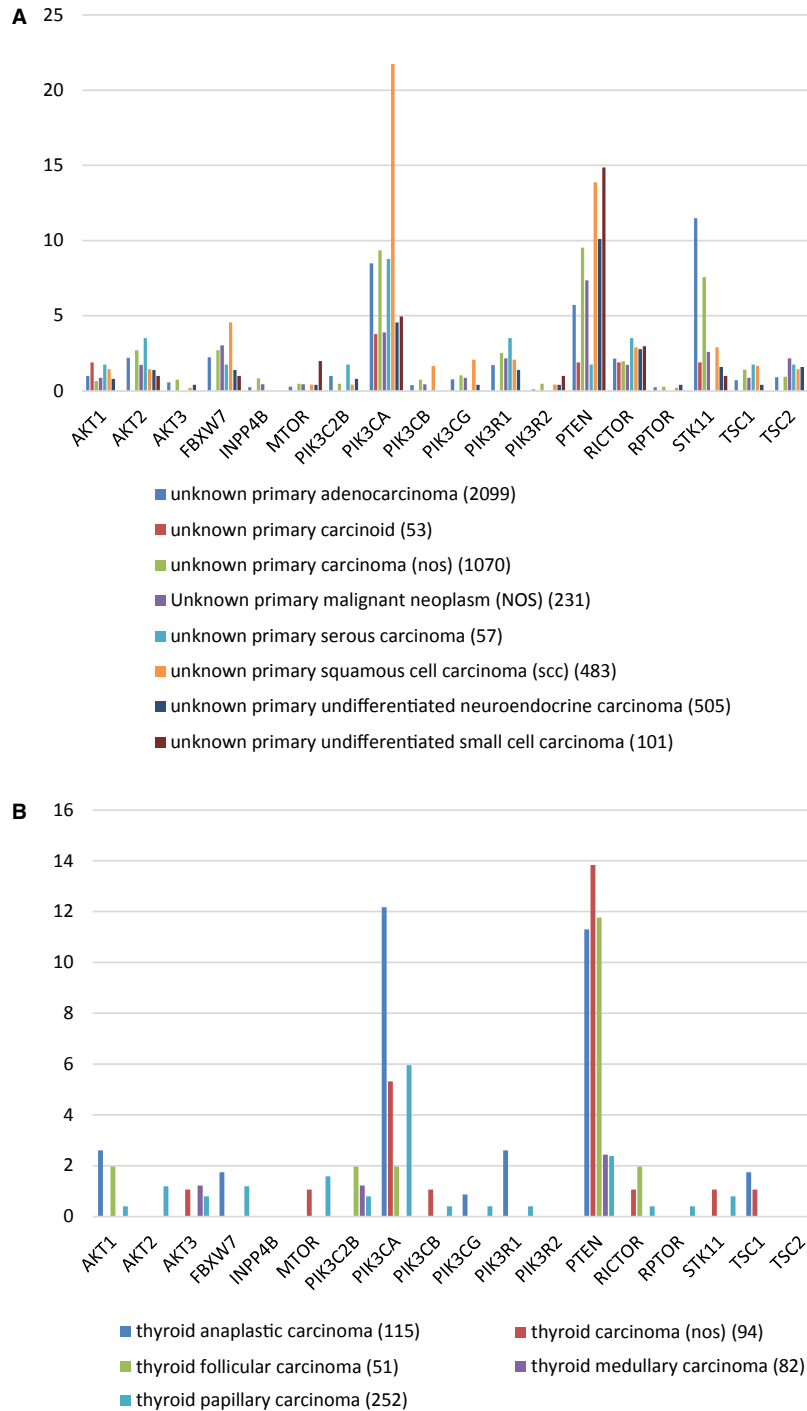 A
25
20
15
10
5
0
AKT1 AKT2 AKT3 FBXW7 INPP4B MTOR PIK3C2B PIK3CA PIK3CB PIK3CG PIK3R1 PIK3R2 PTEN RICTOR RPTOR STK11 TSC1 TSC2
unknown primary adenocarcinoma (2099)
unknown primary carcinoid (53)
unknown primary carcinoma (nos) (1070)
Unknown primary malignant neoplasm (NOS) (231)
unknown primary serous carcinoma (57)
unknown primary squamous cell carcinoma (scc) (483)
unknown primary undifferentiated neuroendocrine carcinoma (505)
unknown primary undifferentiated small cell carcinoma (101)
B
16
14
12
10
8
6
4
2
0
AKT1 AKT2 AKT3 FBXW7 INPP4B MTOR PIK3C2B PIK3CA PIK3CB PIK3CG PIK3R1 PIK3R2 PTEN RICTOR RPTOR STK11 TSC1 TSC2
thyroid anaplastic carcinoma (115) thyroid carcinoma (nos) (94)
thyroid follicular carcinoma (51) thyroid medullary carcinoma (82)
thyroid papillary carcinoma (252)